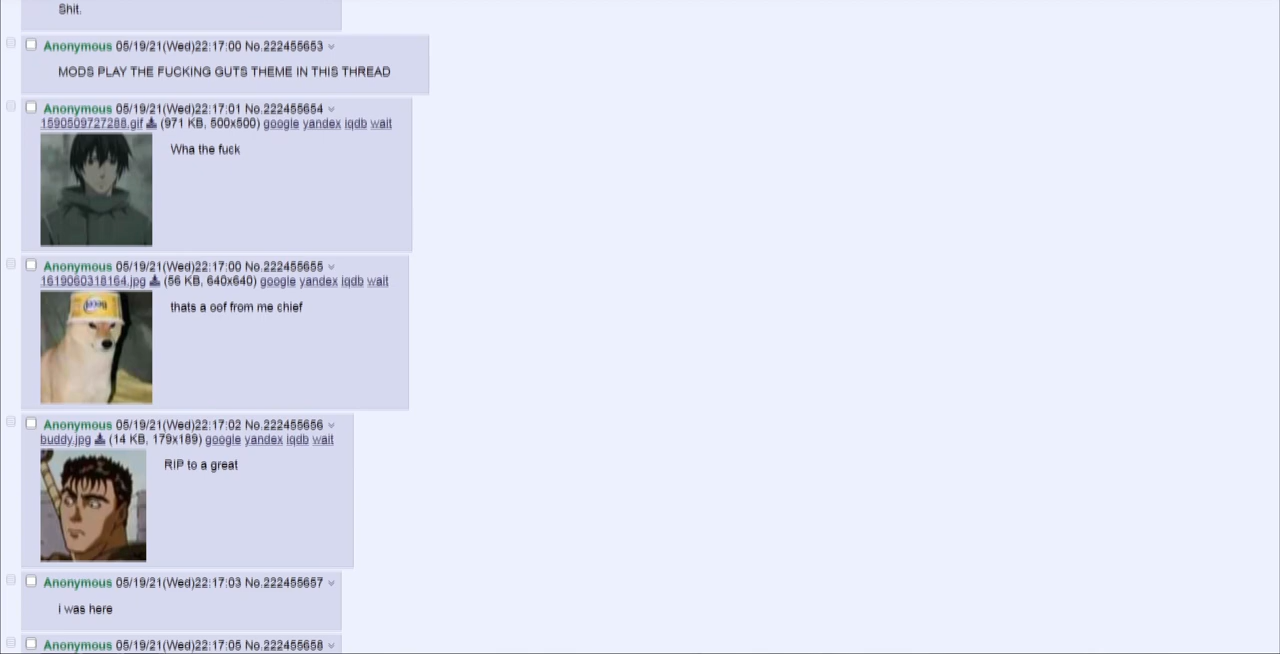 Shit.
Anonymous 05/19/21(Wed)22:17:00 No.222455653
MODS PLAY THE FUCKING GUTS THEME IN THIS THREAD
Anonymous 05/19/21(Wed)22:17:01 No.222455654
1590509727288.gif (971 KB, 500x500) google yandex iqdb wait
Wha the fuck
Anonymous 05/19/21(Wed)22:17:00 No.222455655
1619060318164.jpg (56 KB, 640x640) google yandex iqdb wait
thats a oof from me chief
Anonymous 05/19/21(Wed)22:17:02 No.222455656
buddy.jpg (14 KB, 179x189) google yandex iqdb wait
RIP to a great
Anonymous 05/19/21(Wed)22:17:03 No.222455657
i was here
Anonymous 05/19/21(Wed)22:17:05 No.222455658